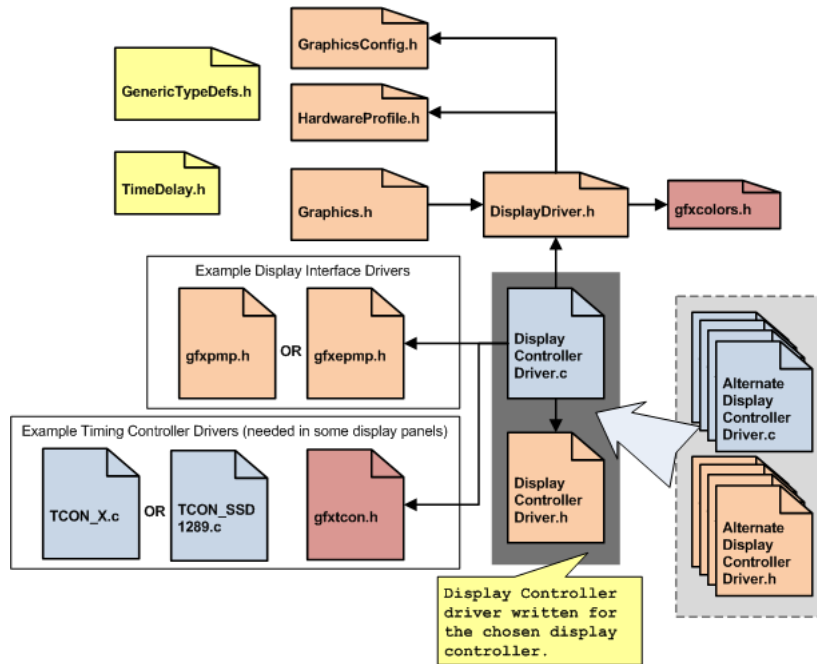 GraphicsConfig.h
GenericTypeDefs.h
HardwareProfile.h
TimeDelay.h
Graphics.h
DisplayDriver.h
gfxcolors.h
Example Display Interface Drivers
gfxpmp.h
OR
gfxepmp.h
Display
Controller
Driver.c
Alternate
Display
Controller
Driver.c
Example Timing Controller Drivers (needed in some display panels)
TCON_X.c
OR
TCON_SSD
1289.c
gfxtcon.h
Display
Controller
Driver.h
Alternate
Display
Controller
Driver.h
Display Controller
driver written for
the chosen display
controller.